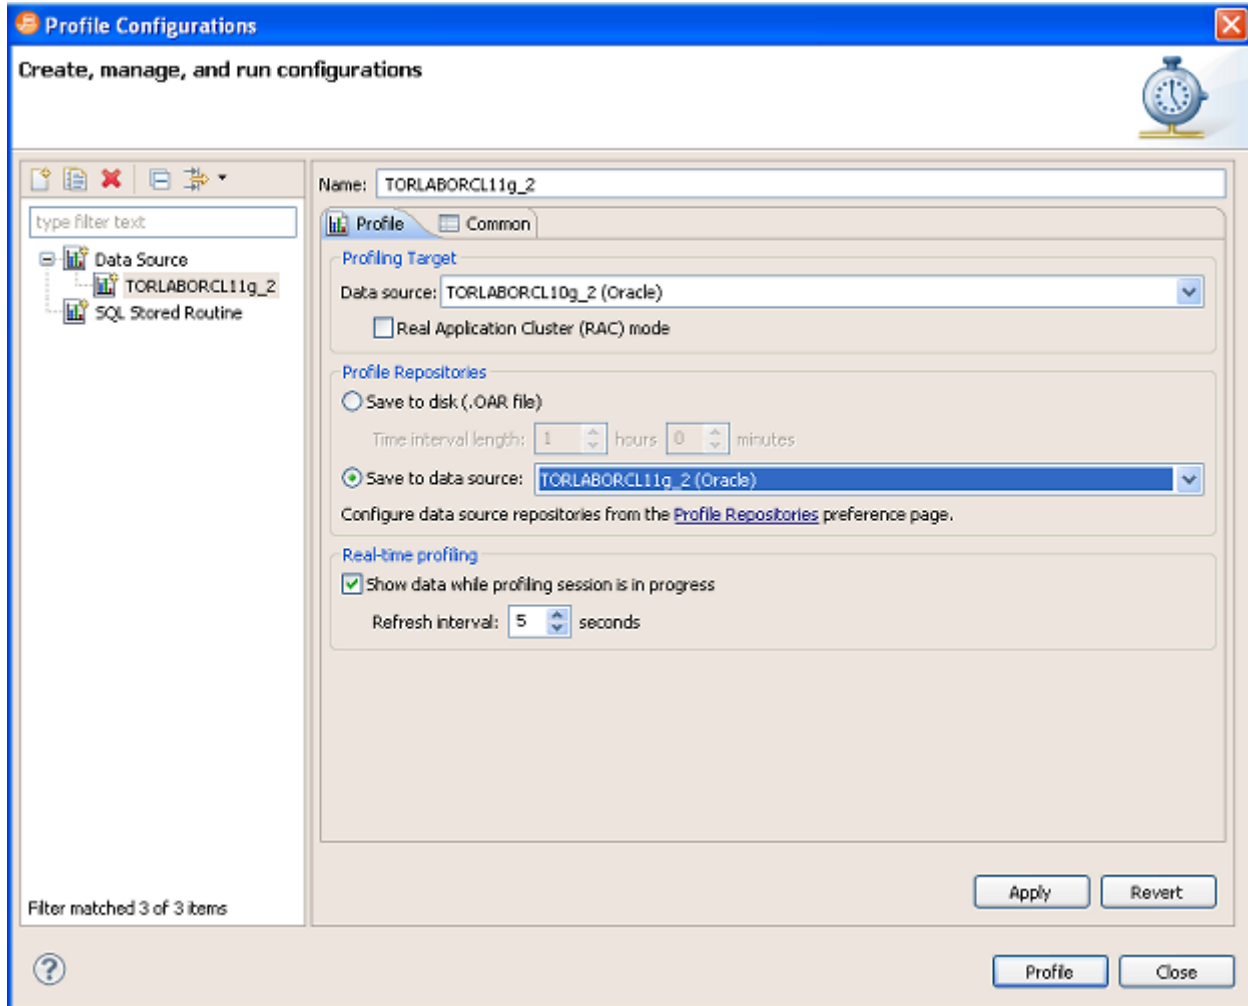 Profile Configurations
Create, manage, and run configurations
Name: TORLABORCL11g_2
type filter text
Profile Common
Data Source
TORLABORCL11g_2
SQL Stored Routine
Profiling Target
Data source: TORLABORCL10g_2 (Oracle)
Real Application Cluster (RAC) mode
Profile Repositories
Save to disk (.OAR file)
Time interval length: 1 hours 0 minutes
Save to data source: TORLABORCL11g_2 (Oracle)
Configure data source repositories from the Profile Repositories preference page.
Real-time profiling
Show data while profiling session is in progress
Refresh interval: 5 seconds
Apply Revert
Filter matched 3 of 3 items
Profile Close